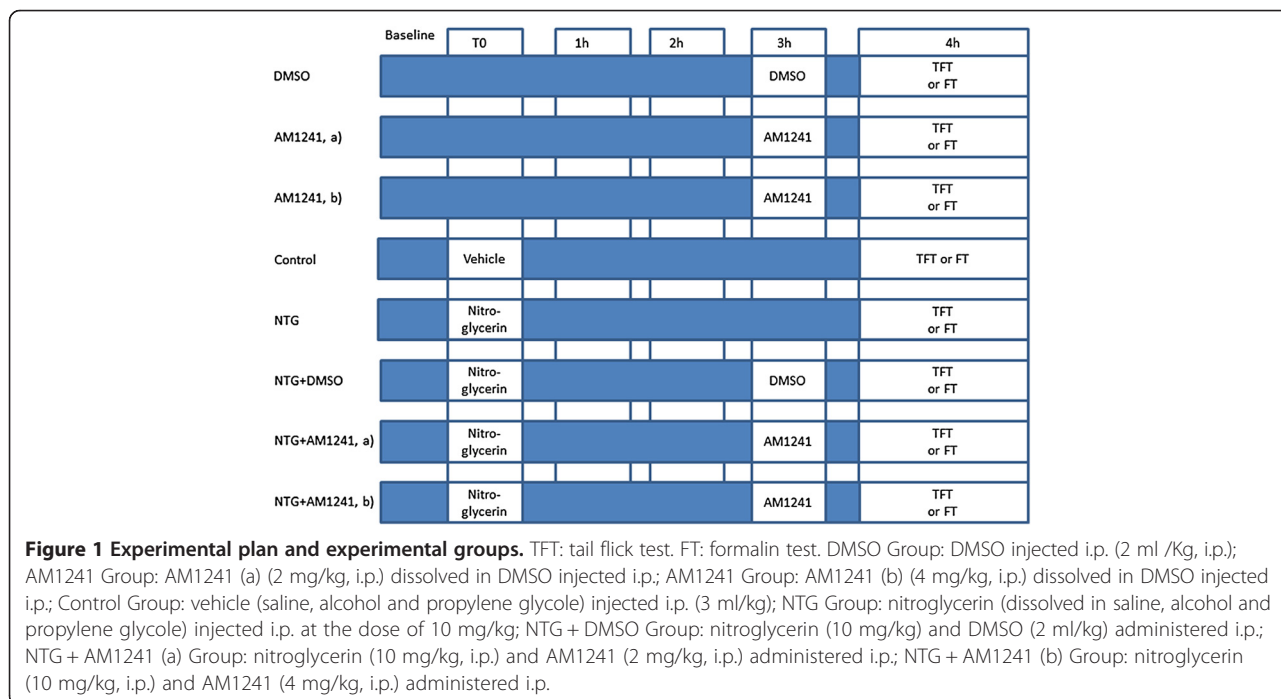 Baseline T0 1h 2h 3h 4h
DMSO DMSO TFT
or FT
AM1241, a) AM1241 TFT
or FT
AM1241, b) AM1241 TFT
or FT
Control Vehicle TFT or FT
NTG Nitro-
glycerin TFT
or FT
NTG+DMSO Nitro-
glycerin DMSO TFT
or FT
NTG+AM1241, a) Nitro-
glycerin AM1241 TFT
or FT
NTG+AM1241, b) Nitro-
glycerin AM1241 TFT
or FT
Figure 1 Experimental plan and experimental groups. TFT: tail flick test. FT: formalin test. DMSO Group: DMSO injected i.p. (2 ml /Kg, i.p.);
AM1241 Group: AM1241 (a) (2 mg/kg, i.p.) dissolved in DMSO injected i.p.; AM1241 Group: AM1241 (b) (4 mg/kg, i.p.) dissolved in DMSO injected
i.p.; Control Group: vehicle (saline, alcohol and propylene glycole) injected i.p. (3 ml/kg); NTG Group: nitroglycerin (dissolved in saline, alcohol and
propylene glycole) injected i.p. at the dose of 10 mg/kg; NTG + DMSO Group: nitroglycerin (10 mg/kg) and DMSO (2 ml/kg) administered i.p.;
NTG + AM1241 (a) Group: nitroglycerin (10 mg/kg, i.p.) and AM1241 (2 mg/kg, i.p.) administered i.p.; NTG + AM1241 (b) Group: nitroglycerin
(10 mg/kg, i.p.) and AM1241 (4 mg/kg, i.p.) administered i.p.